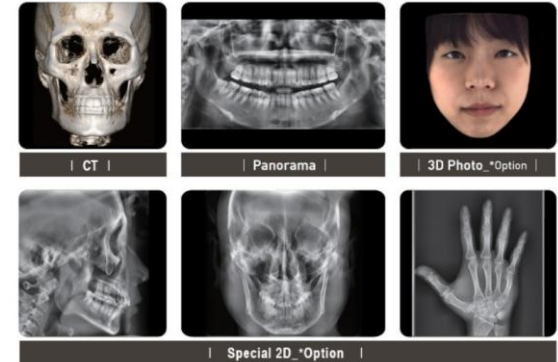 | CT |
| Panorama |
| 3D Photo_*Option |
| Special 2D_*Option |